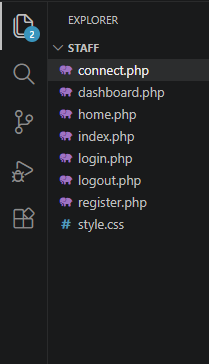 EXPLORER
STAFF
connect.php
dashboard.php
home.php
index.php
login.php
logout.php
register.php
# style.css
2